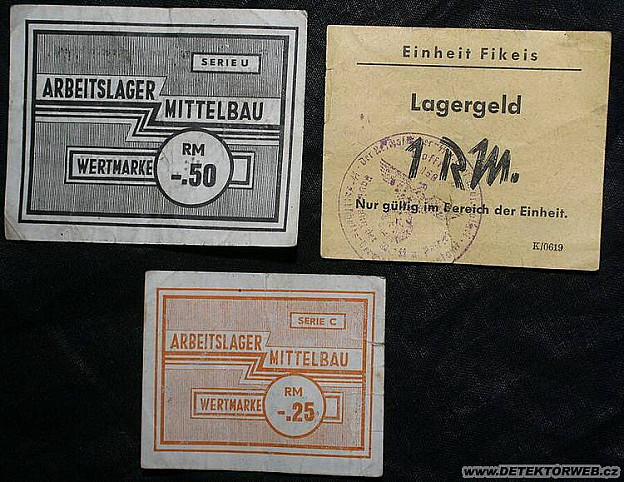 SERIE U
ARBEITSLAGER
MITTELBAU
WERTMARKE
RM
-.50
Einheit Fikeis
Lagergeld
1 RM.
Nur gültig im Bereich der Einheit.
K/0619
SERIE C
ARBEITSLAGER
MITTELBAU
WERTMARKE
RM
-.25
www.DETEKTORWEB.cz